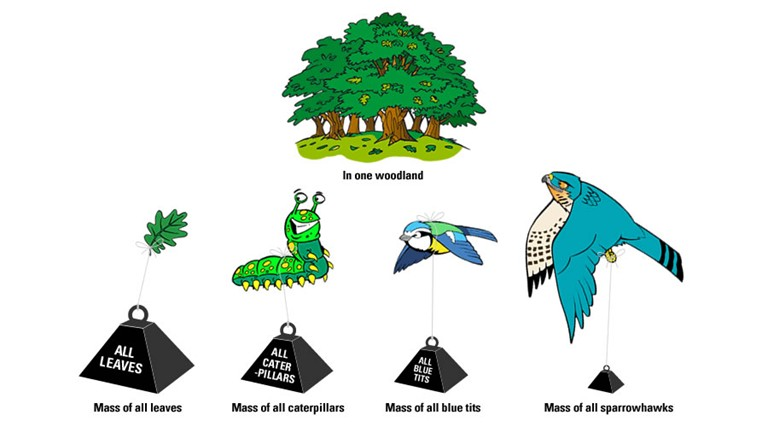 In one woodland
ALL
LEAVES
ALL
CATER
-PILLARS
ALL
BLUE
TITS
Mass of all leaves
Mass of all caterpillars
Mass of all blue tits
Mass of all sparrowhawks